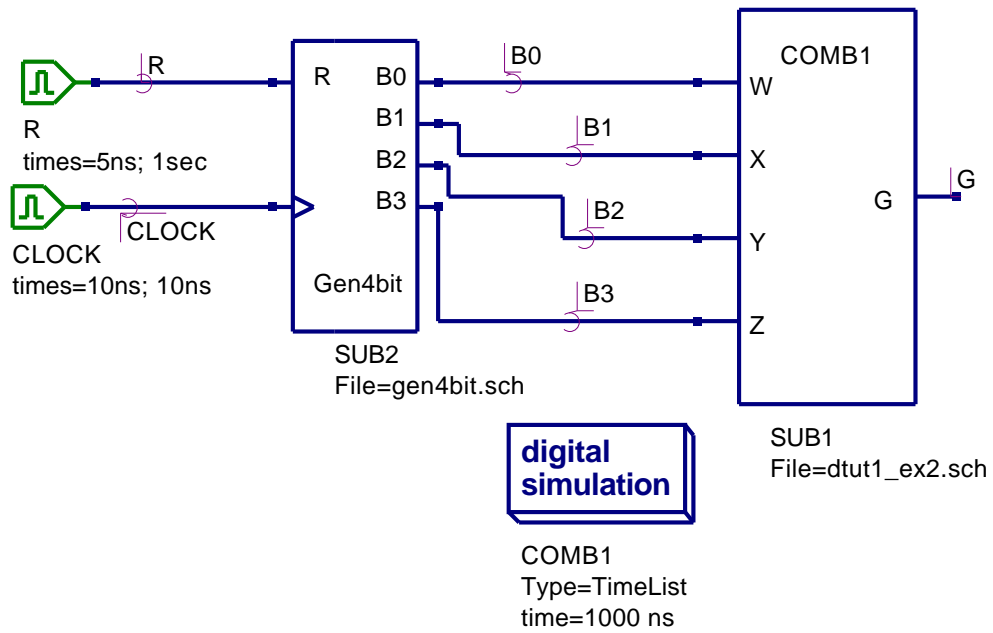 R
R
times=5ns; 1sec
CLOCK
CLOCK
times=10ns; 10ns
R
B0
B1
B2
B3
Gen4bit
SUB2
File=gen4bit.sch
B0
B1
B2
B3
COMB1
W
X
Y
Z
G
G
SUB1
File=dtut1_ex2.sch
digital
simulation
COMB1
Type=TimeList
time=1000 ns